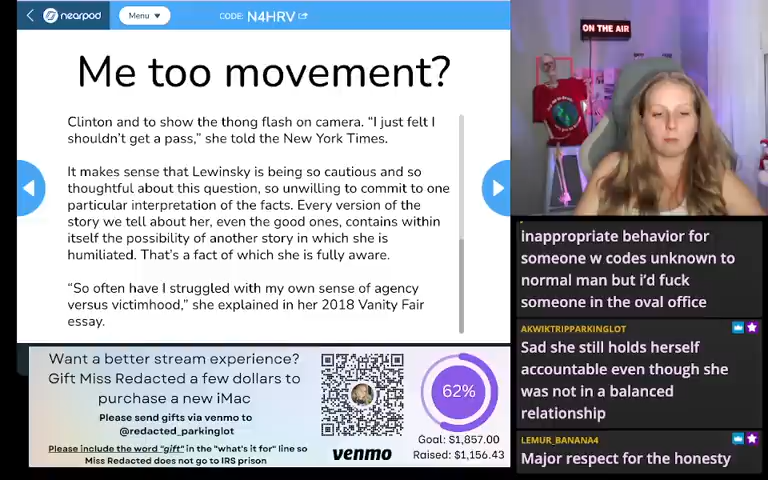 nearpod
Menu
CODE: N4HRV
Me too movement?
Clinton and to show the thong flash on camera. “I just felt I
shouldn’t get a pass,” she told the New York Times.
It makes sense that Lewinsky is being so cautious and so
thoughtful about this question, so unwilling to commit to one
particular interpretation of the facts. Every version of the
story we tell about her, even the good ones, contains within
itself the possibility of another story in which she is
humiliated. That’s a fact of which she is fully aware.
“So often have I struggled with my own sense of agency
versus victimhood,” she explained in her 2018 Vanity Fair
essay.
Want a better stream experience?
Gift Miss Redacted a few dollars to
purchase a new iMac
Please send gifts via venmo to
@redacted_parkinglot
Please include the word "gift" in the "what's it for" line so
Miss Redacted does not go to IRS prison
venmo
62%
Goal: $1,857.00
Raised: $1,156.43
ON THE AIR
inappropriate behavior for
someone w codes unknown to
normal man but i’d fuck
someone in the oval office
AKWIKTRIPPARKINGLOT
Sad she still holds herself
accountable even though she
was not in a balanced
relationship
LEMUR_BANANA4
Major respect for the honesty